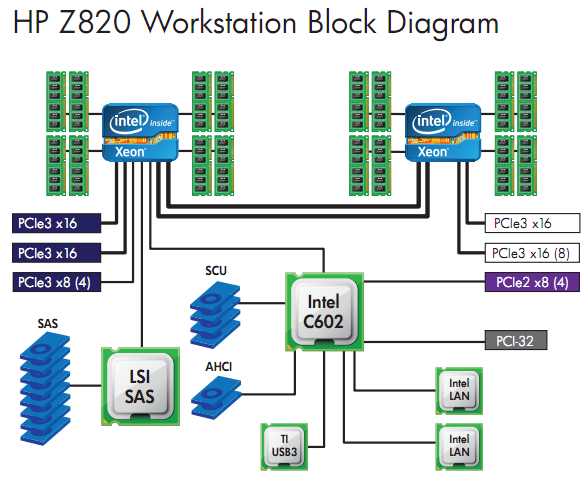 HP Z820 Workstation Block Diagram
intel inside™
Xeon®
intel inside™
Xeon®
PCIe3 x16
PCIe3 x16
PCIe3 x8 (4)
PCIe3 x16
PCIe3 x16 (8)
PCIe2 x8 (4)
PCI-32
SCU
Intel
C602
SAS
LSI
SAS
AHCI
Intel
LAN
TI
USB3
Intel
LAN